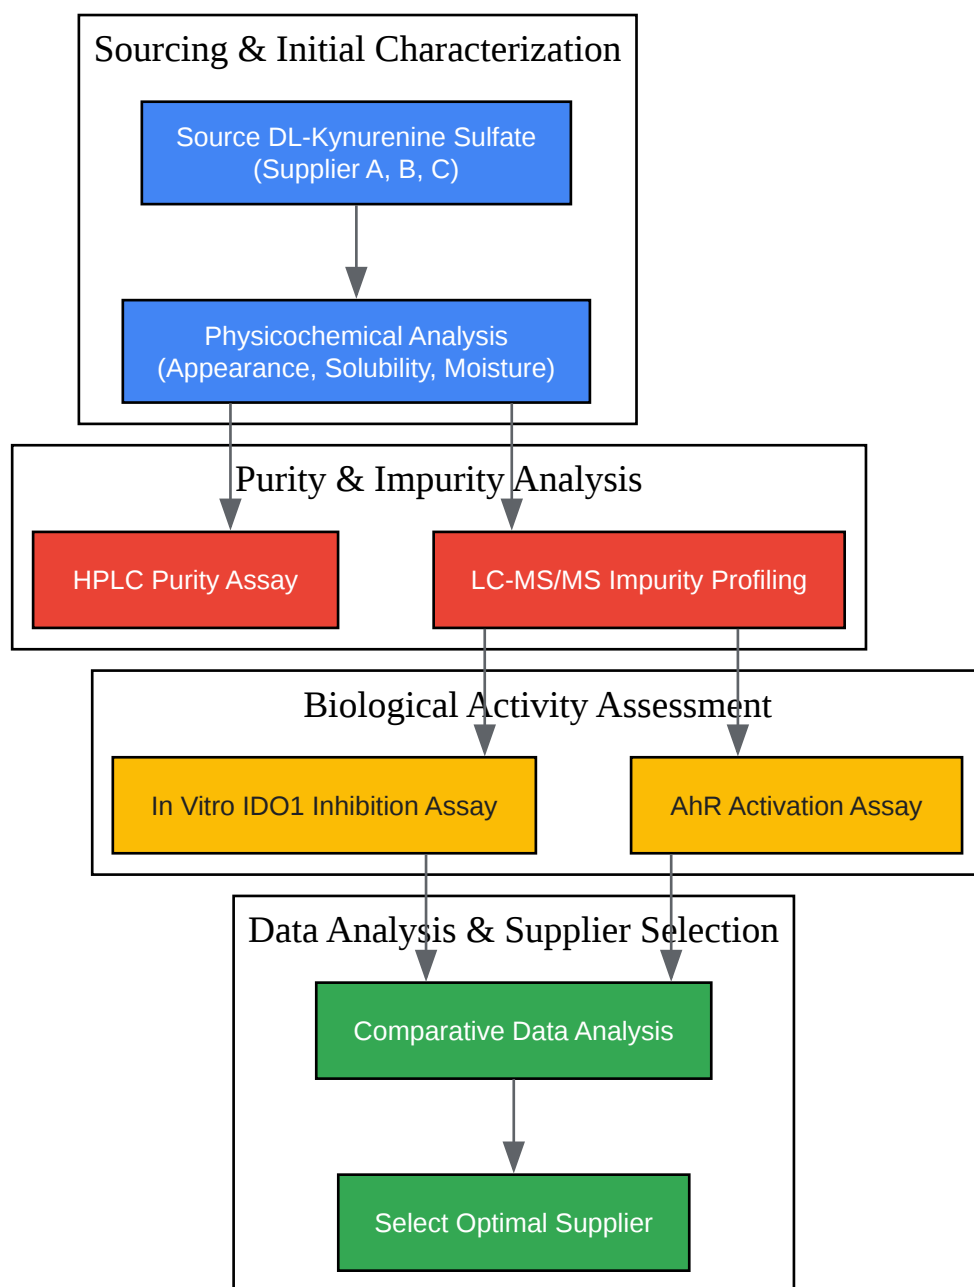 Sourcing & Initial Characterization
Source DL-Kynurenine Sulfate
(Supplier A, B, C)
Physicochemical Analysis
(Appearance, Solubility, Moisture)
Purity & Impurity Analysis
HPLC Purity Assay
LC-MS/MS Impurity Profiling
Biological Activity Assessment
In Vitro IDO1 Inhibition Assay
AhR Activation Assay
Data Analysis & Supplier Selection
Comparative Data Analysis
Select Optimal Supplier